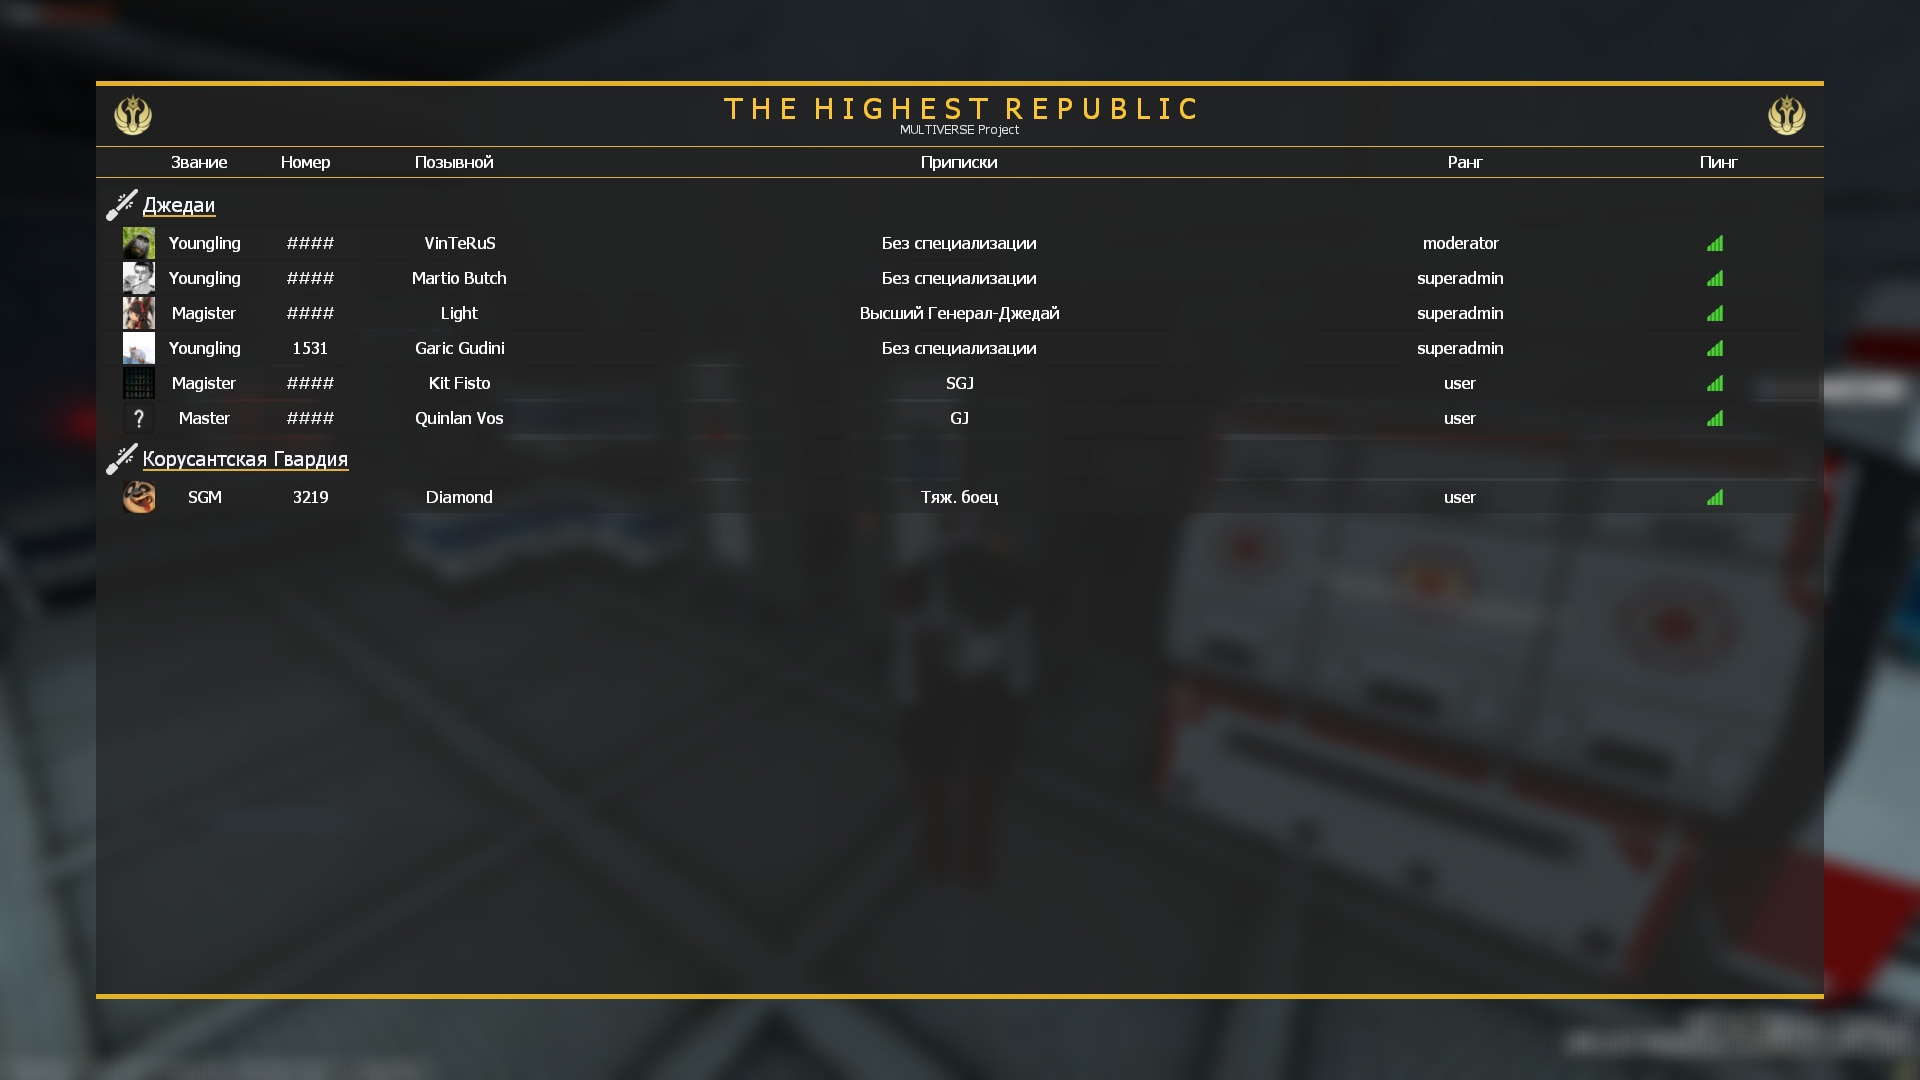 THE HIGHEST REPUBLIC
MULTIVERSE Project
Звание Номер Позывной Приписки Ранг Пинг
Джедаи
Youngling #### VinTeRuS Без специализации moderator
Youngling #### Martio Butch Без специализации superadmin
Magister #### Light Высший Генерал-Джедай superadmin
Youngling 1531 Garic Gudini Без специализации superadmin
Magister #### Kit Fisto SGJ user
? Master #### Quinlan Vos GJ user
Корусантская Гвардия
SGM 3219 Diamond Тяж. боец user